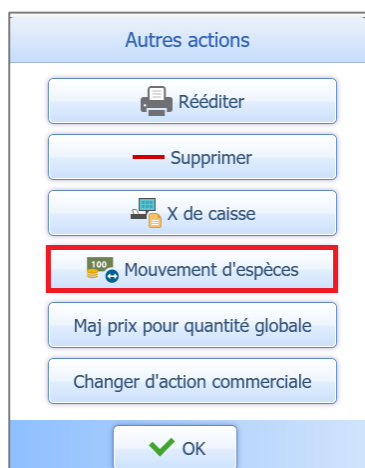 Autres actions
Rééditer
Supprimer
X de caisse
100
Mouvement d'espèces
Maj prix pour quantité globale
Changer d'action commerciale
OK